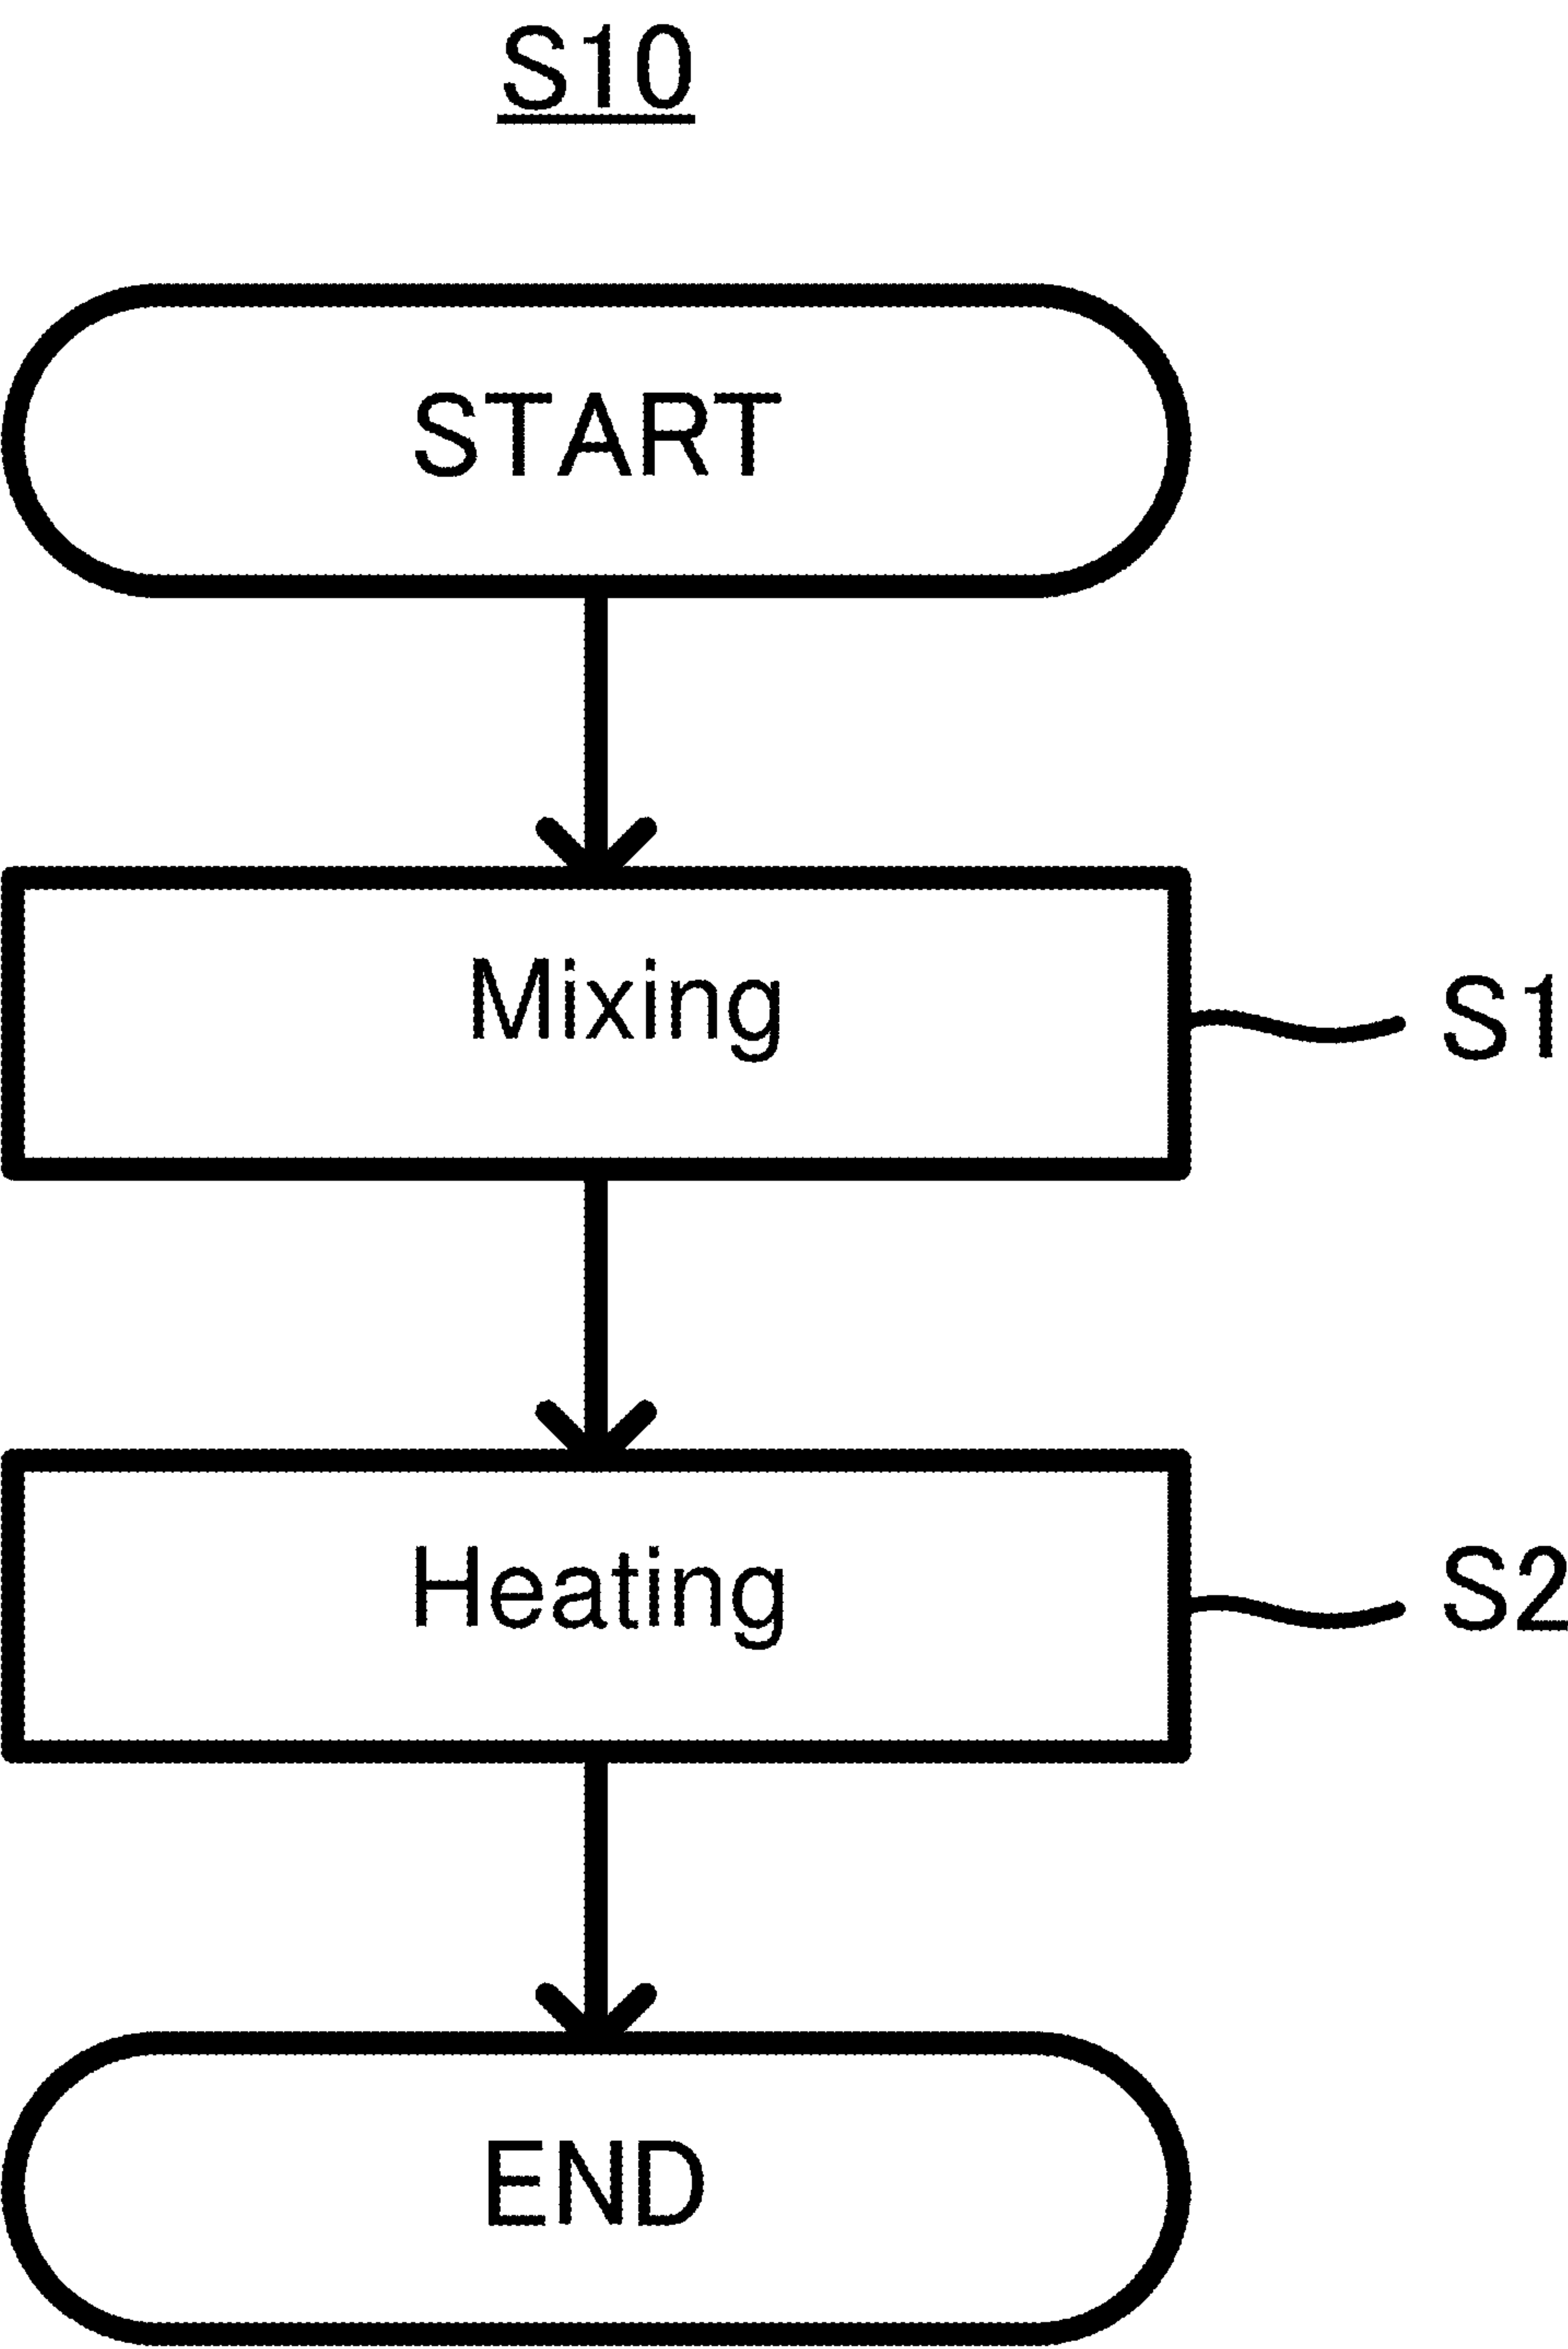 S10
START
Mixing
S1
Heating
S2
END